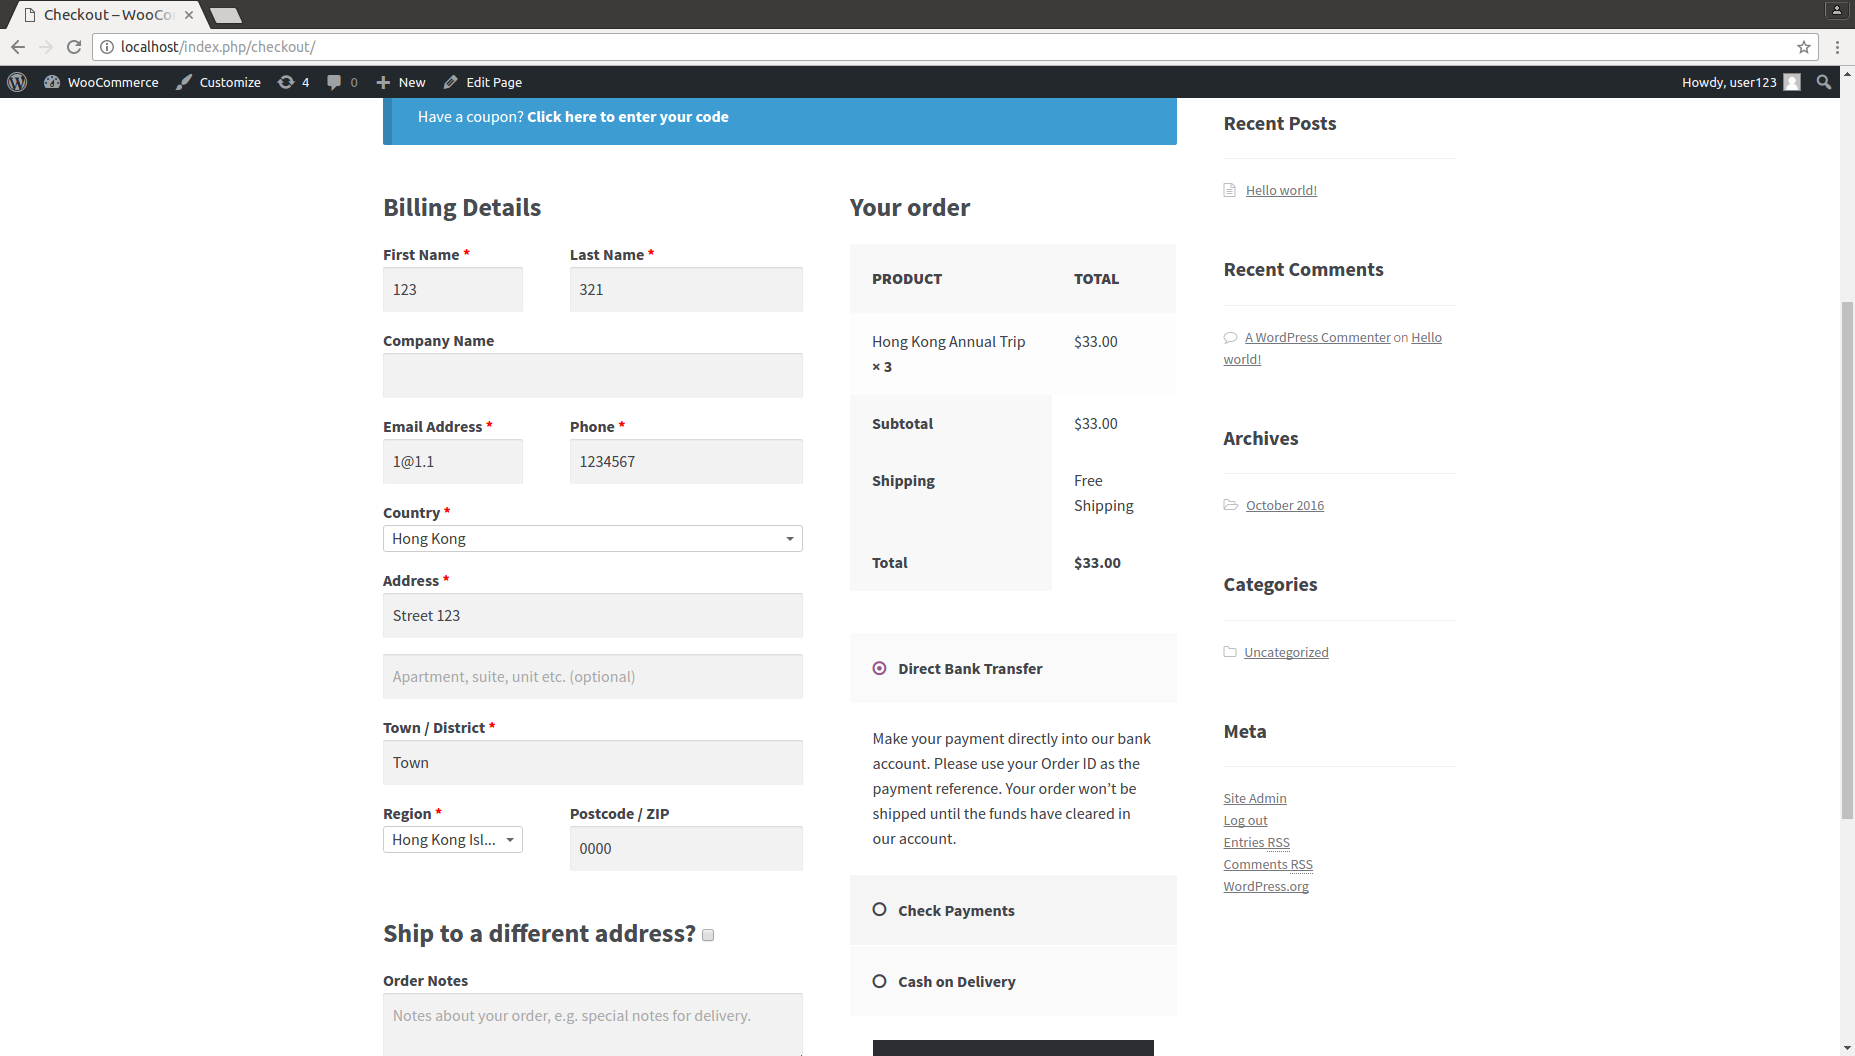 Checkout – WooCo
localhost/index.php/checkout/
WooCommerce Customize 4 0 New Edit Page Howdy, user123
Have a coupon? Click here to enter your code
Billing Details
First Name * Last Name *
123 321
Company Name
Email Address * Phone *
1@1.1 1234567
Country *
Hong Kong
Address *
Street 123
Apartment, suite, unit etc. (optional)
Town / District *
Town
Region * Postcode / ZIP
Hong Kong Isl... 0000
Ship to a different address?
Order Notes
Notes about your order, e.g. special notes for delivery.
Your order
PRODUCT TOTAL
Hong Kong Annual Trip $33.00
× 3
Subtotal $33.00
Shipping Free
Shipping
Total $33.00
Direct Bank Transfer
Make your payment directly into our bank
account. Please use your Order ID as the
payment reference. Your order won’t be
shipped until the funds have cleared in
our account.
Check Payments
Cash on Delivery
Recent Posts
Hello world!
Recent Comments
A WordPress Commenter on Hello
world!
Archives
October 2016
Categories
Uncategorized
Meta
Site Admin
Log out
Entries RSS
Comments RSS
WordPress.org